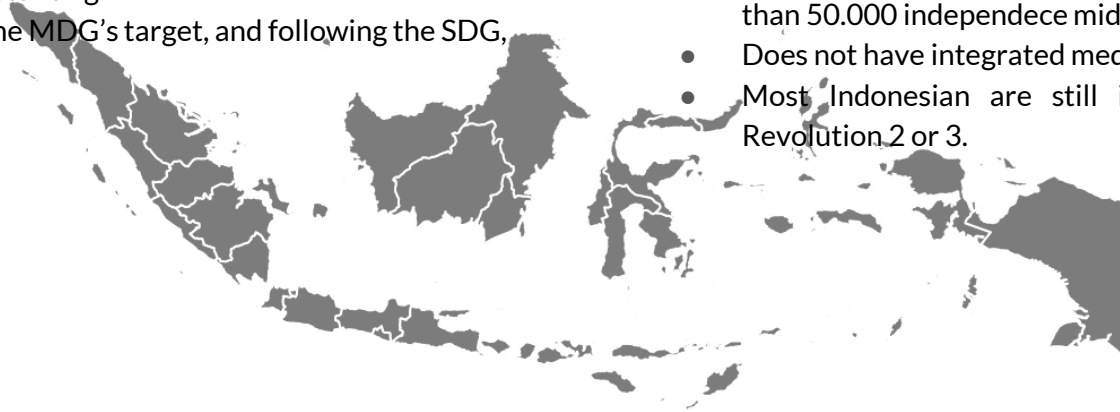 ne MDG's target, and following the SDG,
than 50.000 independece mid
● Does not have integrated med
● Most Indonesian are still i
Revolution 2 or 3.